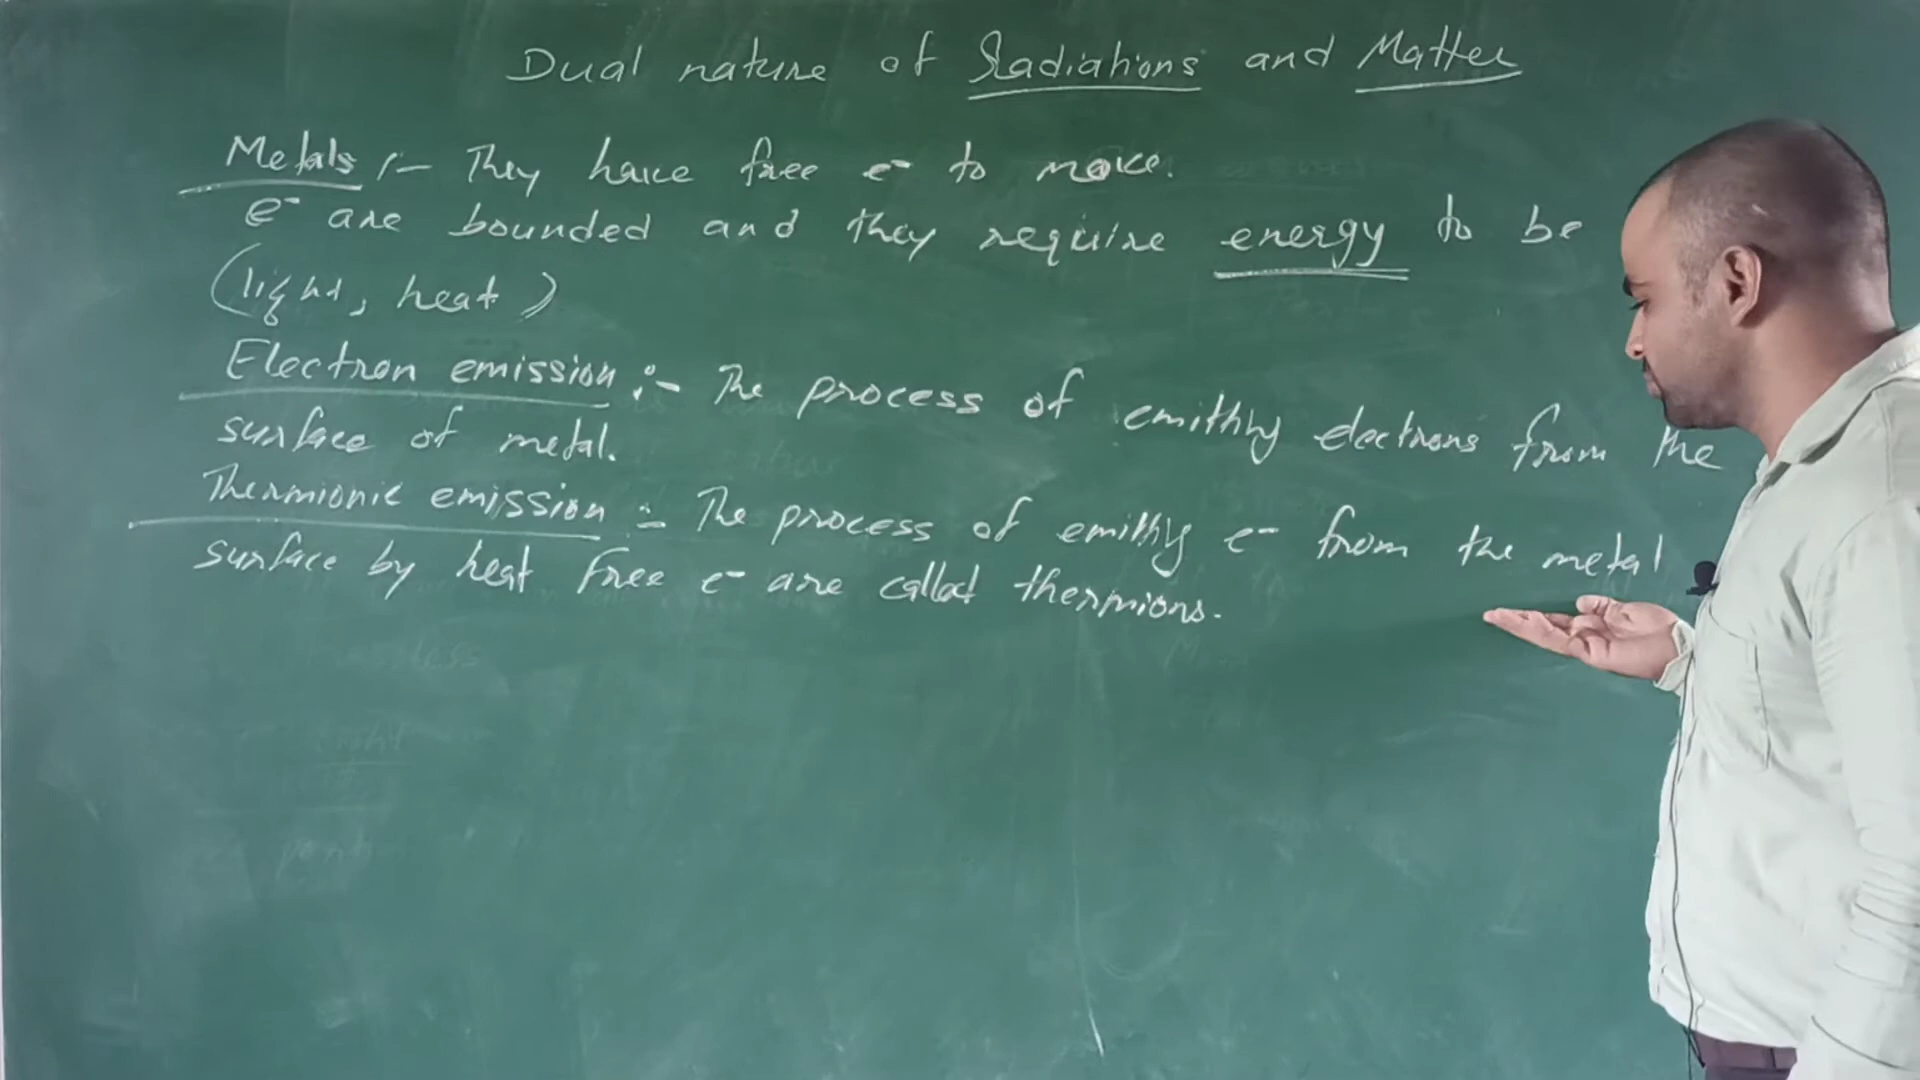 Dual nature of Radiations and Matter
Metals :- They have free e- to move.
e- are bounded and they require energy to be
(light, heat)
Electron emission :- The process of emitting electrons from the
surface of metal.
Thermionic emission :- The process of emitting e- from the metal
surface by heat free e- are called thermions.